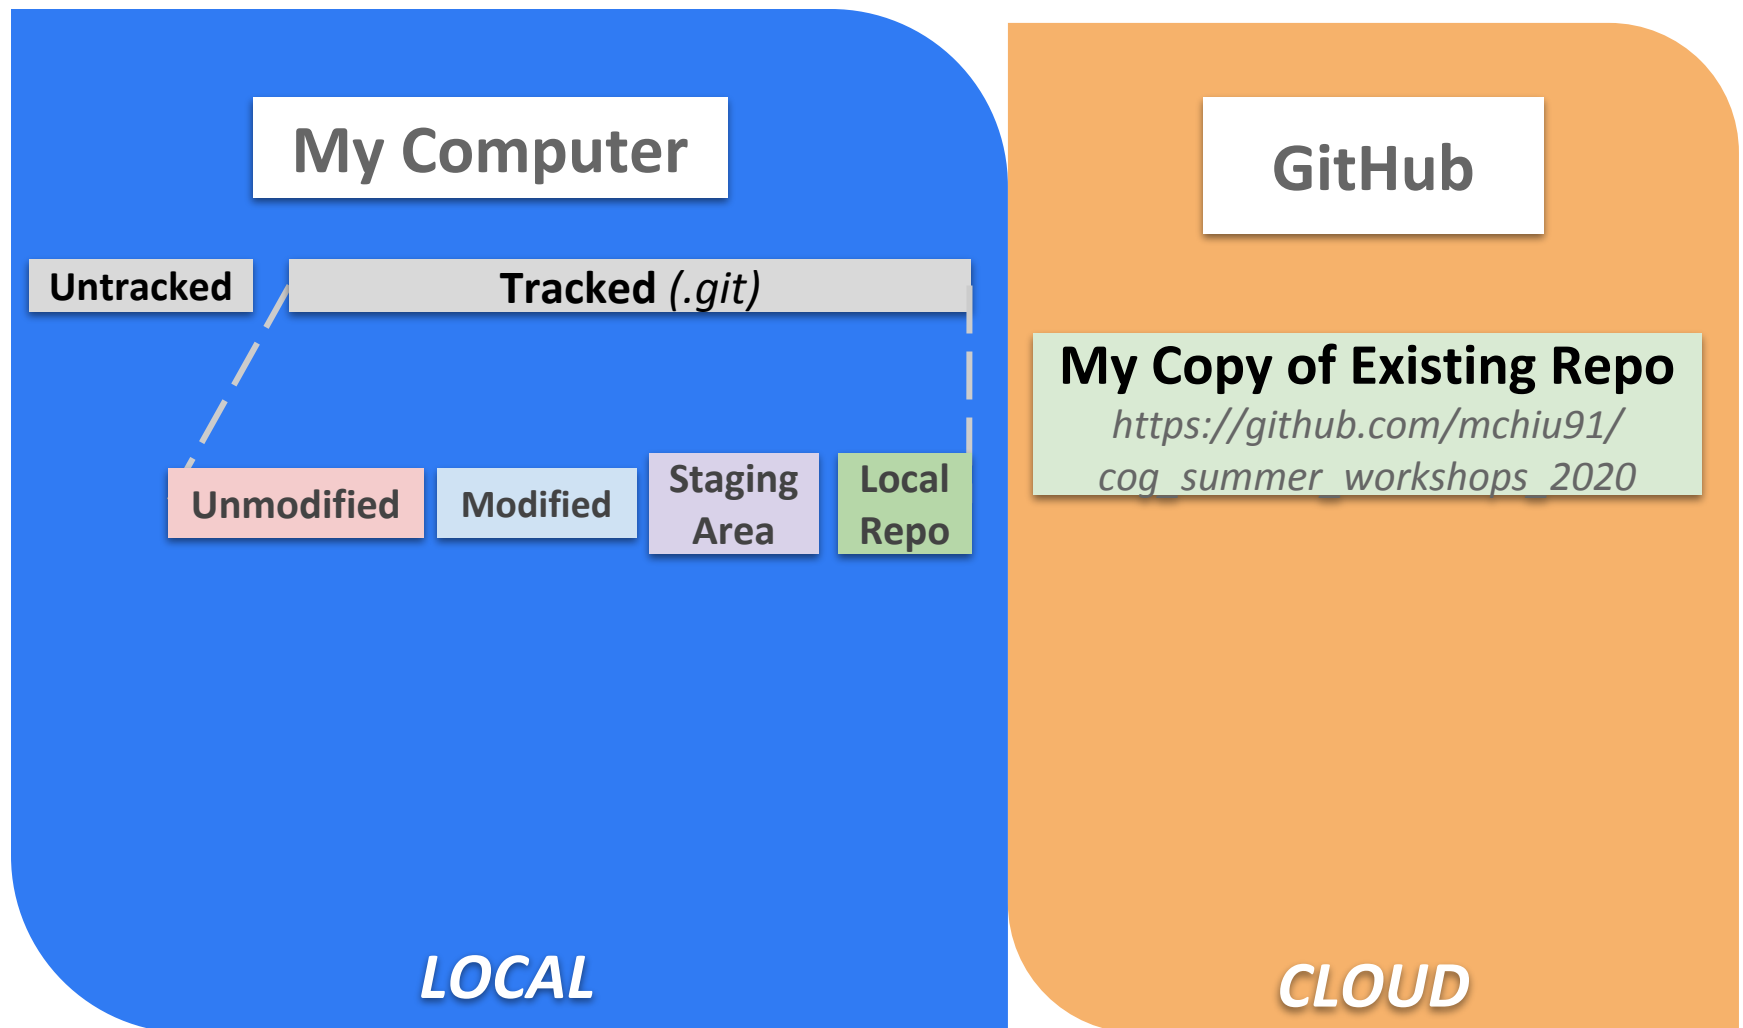 My Computer
GitHub
Untracked
Tracked (.git)
My Copy of Existing Repo
https://github.com/mchiu91/
cog_summer_workshops_2020
Unmodified
Modified
Staging
Area
Local
Repo
LOCAL
CLOUD